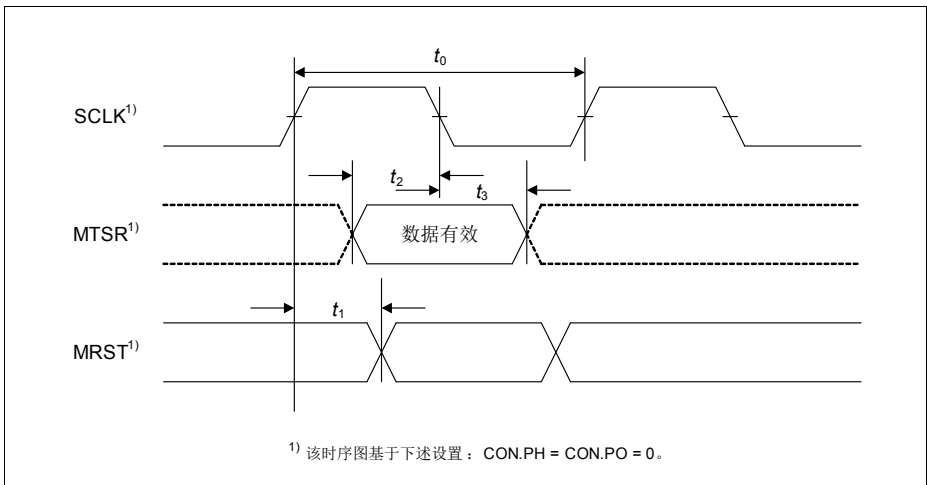 t0
SCLK1)
t2
t3
MTSR1)
数据有效
t1
MRST1)
1) 该时序图基于下述设置：CON.PH = CON.PO = 0。